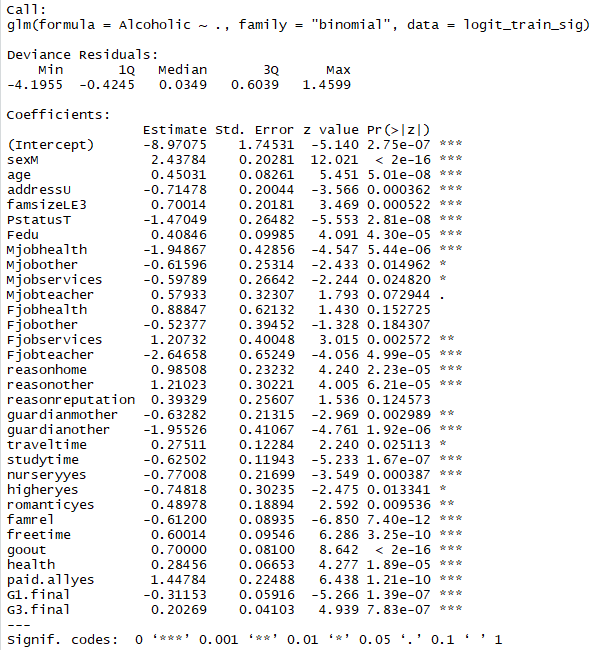 Call:
glm(formula = Alcoholic ~ ., family = "binomial", data = logit_train_sig)
Deviance Residuals:
Min 1Q Median 3Q Max
-4.1955 -0.4245 0.0349 0.6039 1.4599
Coefficients:
Estimate Std. Error z value Pr(>|z|)
(Intercept) -8.97075 1.74531 -5.140 2.75e-07 ***
sexM 2.43784 0.20281 12.021 < 2e-16 ***
age 0.45031 0.08261 5.451 5.01e-08 ***
addressU -0.71478 0.20044 -3.566 0.000362 ***
famsizeLE3 0.70014 0.20181 3.469 0.000522 ***
PstatusT -1.47049 0.26482 -5.553 2.81e-08 ***
Fedu 0.40846 0.09985 4.091 4.30e-05 ***
Mjobhealth -1.94867 0.42856 -4.547 5.44e-06 ***
Mjobother -0.61596 0.25314 -2.433 0.014962 *
Mjobservices -0.59789 0.26642 -2.244 0.024820 *
Mjobteacher 0.57933 0.32307 1.793 0.072944 .
Fjobhealth 0.88847 0.62132 1.430 0.152725
Fjobother -0.52377 0.39452 -1.328 0.184307
Fjobservices 1.20732 0.40048 3.015 0.002572 **
Fjobteacher -2.64658 0.65249 -4.056 4.99e-05 ***
reasonhome 0.98508 0.23232 4.240 2.23e-05 ***
reasonother 1.21023 0.30221 4.005 6.21e-05 ***
reasonreputation 0.39329 0.25607 1.536 0.124573
guardianmother -0.63282 0.21315 -2.969 0.002989 **
guardianother -1.95526 0.41067 -4.761 1.92e-06 ***
traveltime 0.27511 0.12284 2.240 0.025113 *
studytime -0.62502 0.11943 -5.233 1.67e-07 ***
nurseryyes -0.77008 0.21699 -3.549 0.000387 ***
higheryes -0.74818 0.30235 -2.475 0.013341 *
romanticyes 0.48978 0.18894 2.592 0.009536 **
famrel -0.61200 0.08935 -6.850 7.40e-12 ***
freetime 0.60014 0.09546 6.286 3.25e-10 ***
goout 0.70000 0.08100 8.642 < 2e-16 ***
health 0.28456 0.06653 4.277 1.89e-05 ***
paid.allyes 1.44784 0.22488 6.438 1.21e-10 ***
G1.final -0.31153 0.05916 -5.266 1.39e-07 ***
G3.final 0.20269 0.04103 4.939 7.83e-07 ***
---
Signif. codes: 0 ‘***’ 0.001 ‘**’ 0.01 ‘*’ 0.05 ‘.’ 0.1 ‘ ’ 1